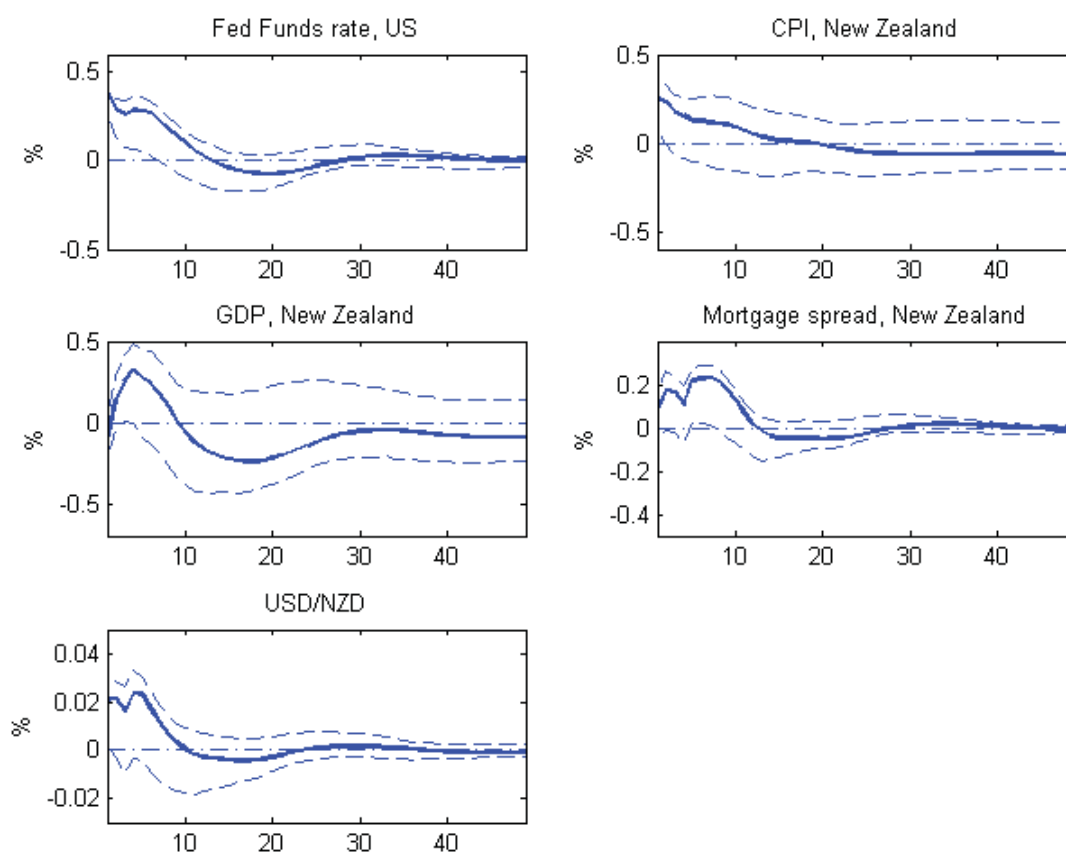 Fed Funds rate, US
0.5
0
-0.5
%
10 20 30 40
CPI, New Zealand
0.5
0
-0.5
%
10 20 30 40
GDP, New Zealand
0.5
0
-0.5
%
10 20 30 40
Mortgage spread, New Zealand
0.2
0
-0.2
-0.4
%
10 20 30 40
USD/NZD
0.04
0.02
0
-0.02
%
10 20 30 40